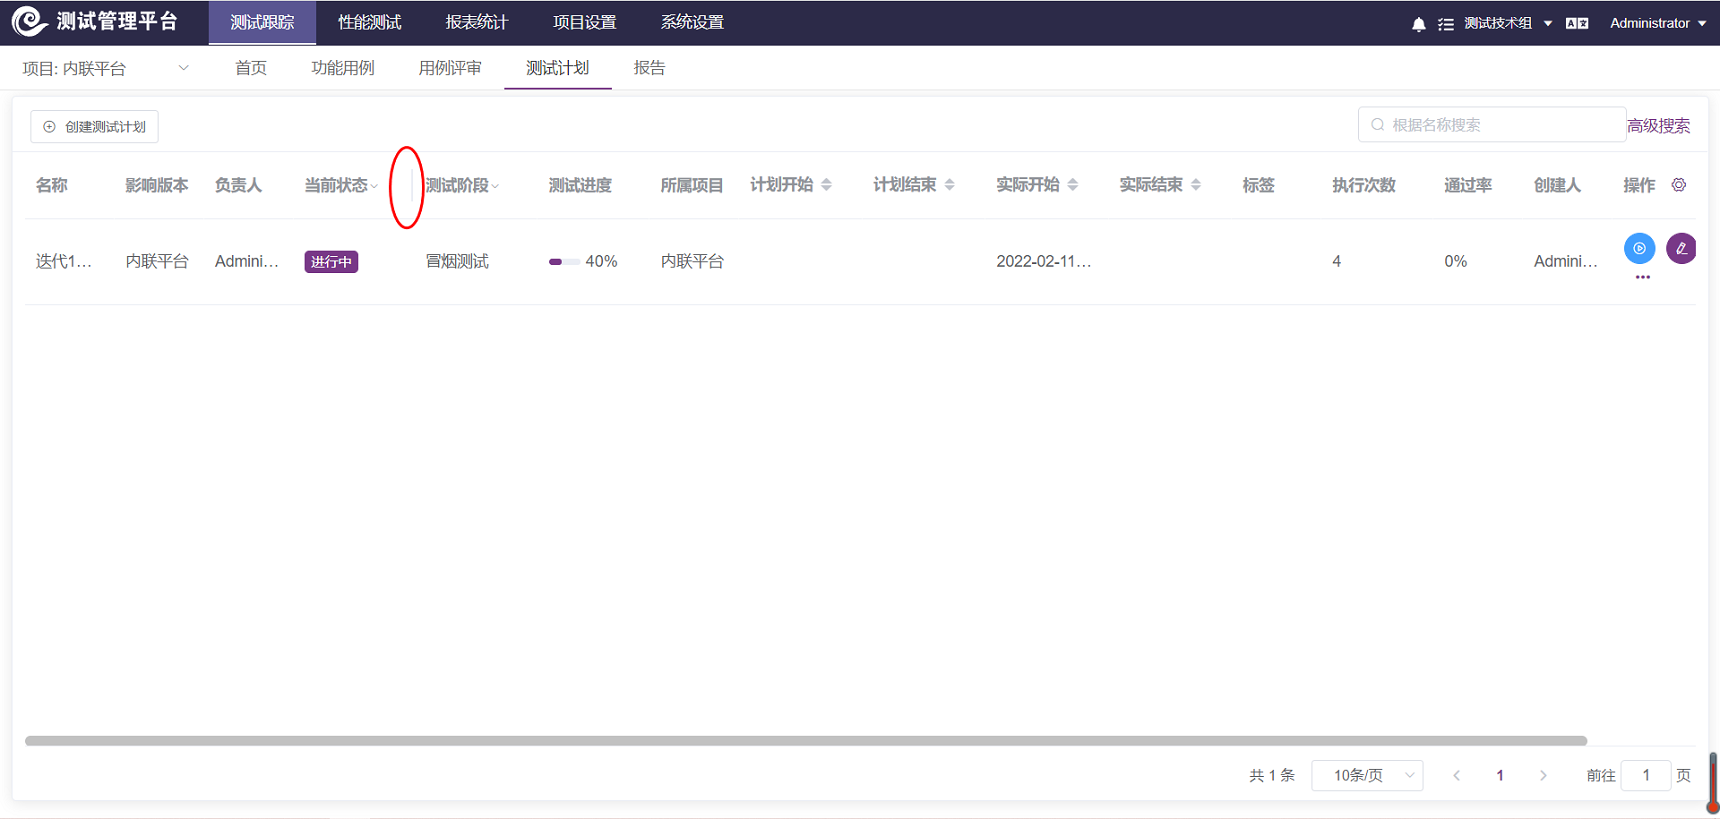 测试管理平台 测试跟踪 性能测试 报表统计 项目设置 系统设置 测试技术组 Administrator
项目: 内联平台 首页 功能用例 用例评审 测试计划 报告
创建测试计划 根据名称搜索 高级搜索
名称 影响版本 负责人 当前状态 测试阶段 测试进度 所属项目 计划开始 计划结束 实际开始 实际结束 标签 执行次数 通过率 创建人 操作
迭代1... 内联平台 Admini... 进行中 冒烟测试 40% 内联平台 2022-02-11... 4 0% Admini...
共 1 条 10条/页 1 前往 1 页